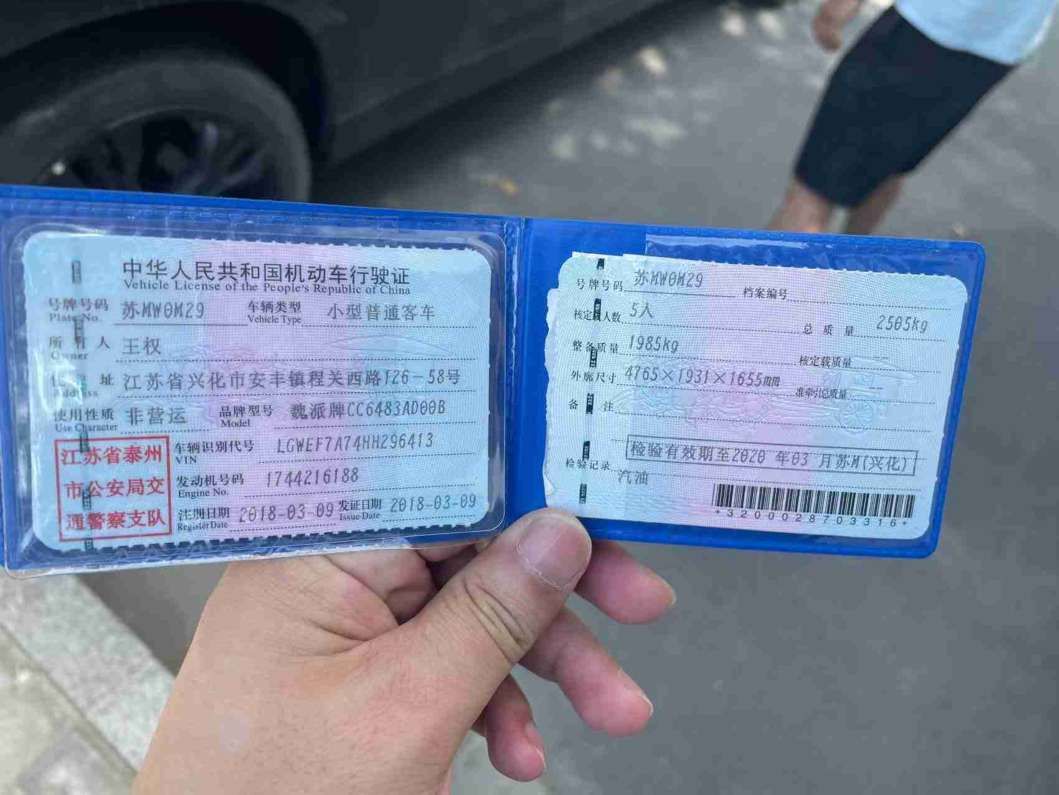 中华人民共和国机动车行驶证
Vehicle License of the People's Republic of China
号牌号码 苏MW0M29 车辆类型 小型普通客车
Plate No. Vehicle Type
所有人 王权
Owner
址 江苏省兴化市安丰镇程关西路126-58号
Address
使用性质 非营运 品牌型号 魏派牌CC6483AD00B
Use Character Model
江苏省泰州
市公安局交
通警察支队
车辆识别代号 LGWEF7A74HH296413
VIN
发动机号码 1744216188
Engine No.
注册日期 2018-03-09 发证日期 2018-03-09
Register Date Issue Date
号牌号码 苏MW0M29 档案编号
核定人数 5人 总质量 2505kg
整备质量 1985kg 核定载质量 --
外廓尺寸 4765×1931×1655mm 准牵引总质量 --
备注
检验有效期至2020年03月苏M(兴化)
检验记录
汽油
*3200028703316*